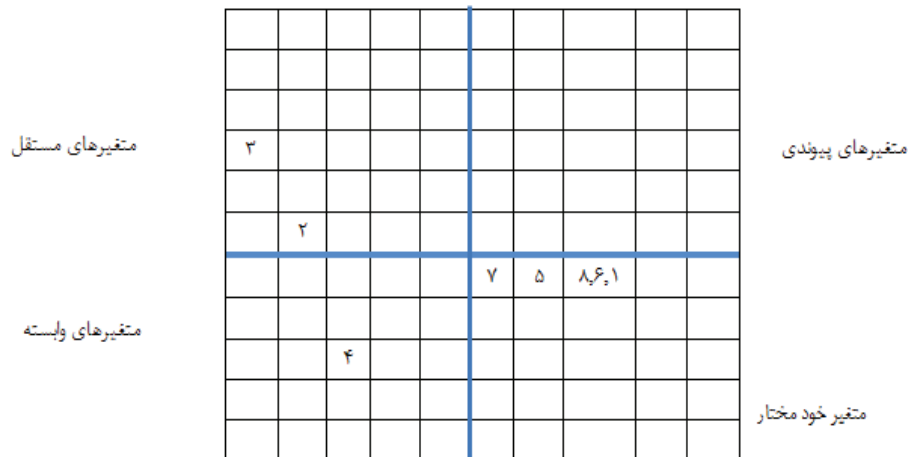 متغیرهای پیوندی
متغیرهای مستقل
۳
۲
۷ ۵ ۸,۶,۱
متغیرهای وابسته
۴
متغیر خود مختار